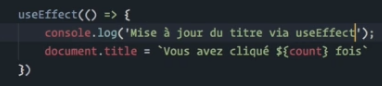 useEffect(() => {
console.log('Mise à jour du titre via useEffect');
document.title = `Vous avez cliqué ${count} fois`
})